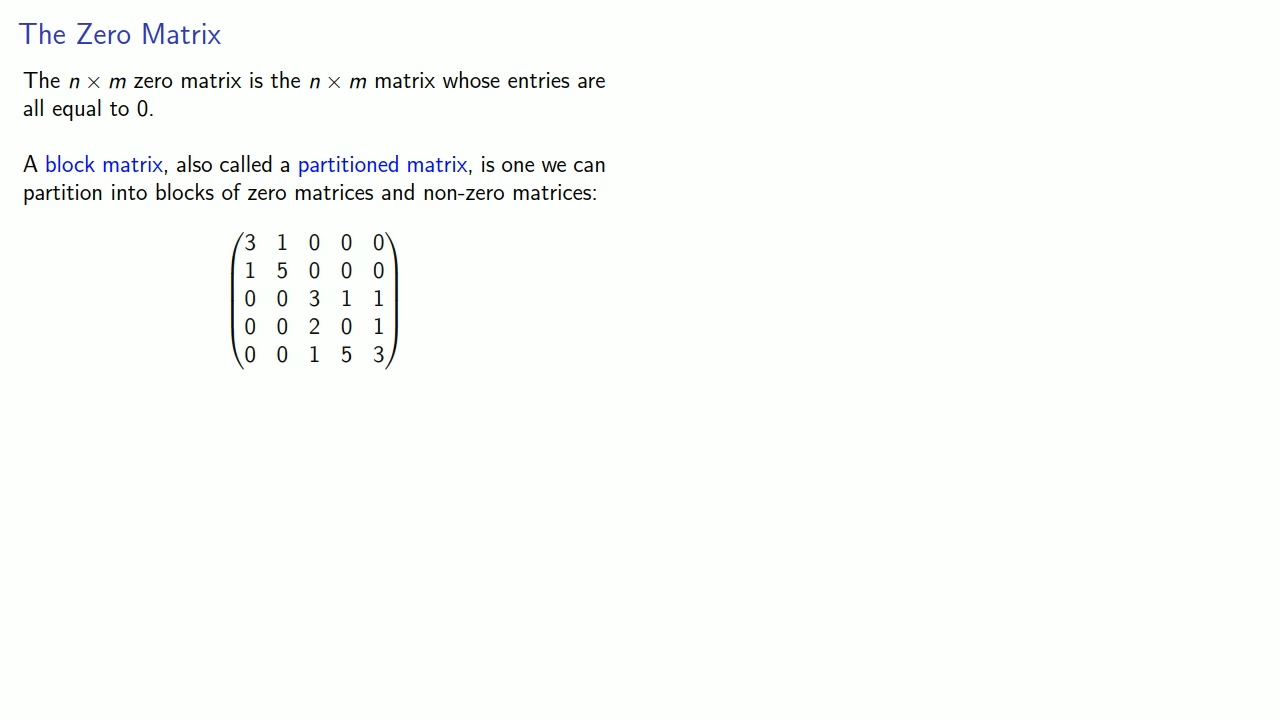 The Zero Matrix
The n × m zero matrix is the n × m matrix whose entries are
all equal to 0.
A block matrix, also called a partitioned matrix, is one we can
partition into blocks of zero matrices and non-zero matrices:
3 1 0 0 0
1 5 0 0 0
0 0 3 1 1
0 0 2 0 1
0 0 1 5 3